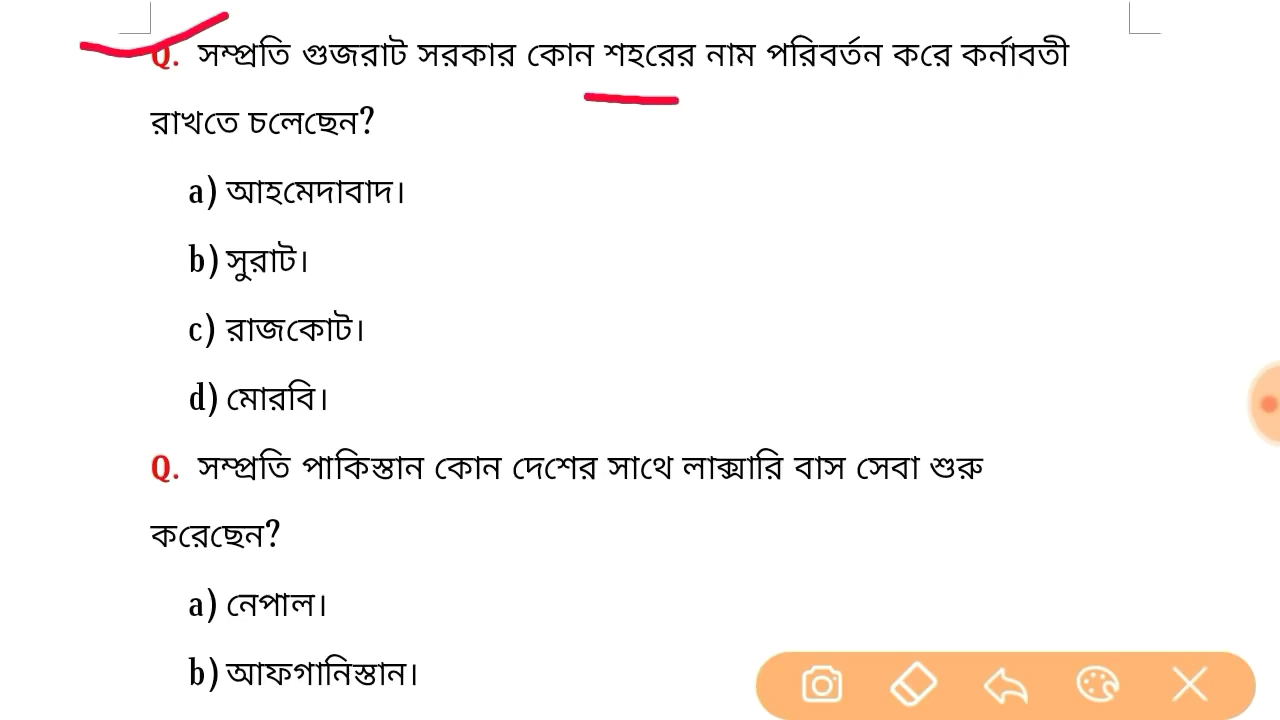 Q. সম্প্রতি গুজরাট সরকার কোন শহরের নাম পরিবর্তন করে কর্নাবতী
রাখতে চলেছেন?
a) আহমেদাবাদ।
b) সুরাট।
c) রাজকোট।
d) মোরবি।
Q. সম্প্রতি পাকিস্তান কোন দেশের সাথে লাক্সারি বাস সেবা শুরু
করেছেন?
a) নেপাল।
b) আফগানিস্তান।